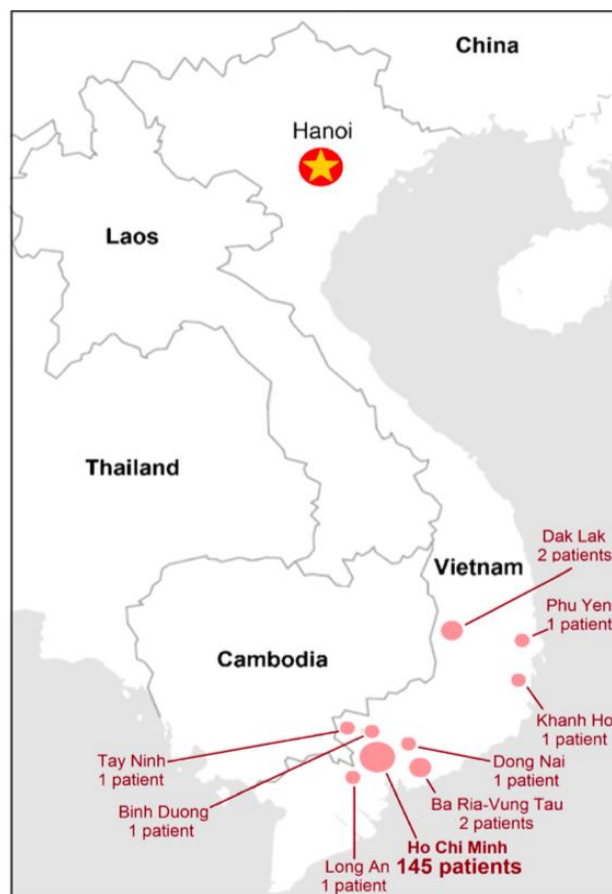 China
Hanoi
Laos
Thailand
Dak Lak
2 patients
Vietnam
Phu Yen
1 patient
Cambodia
Khanh Ho
1 patient
Tay Ninh
1 patient
Dong Nai
1 patient
Binh Duong
1 patient
Ba Ria-Vung Tau
2 patients
Ho Chi Minh
145 patients
Long An
1 patient